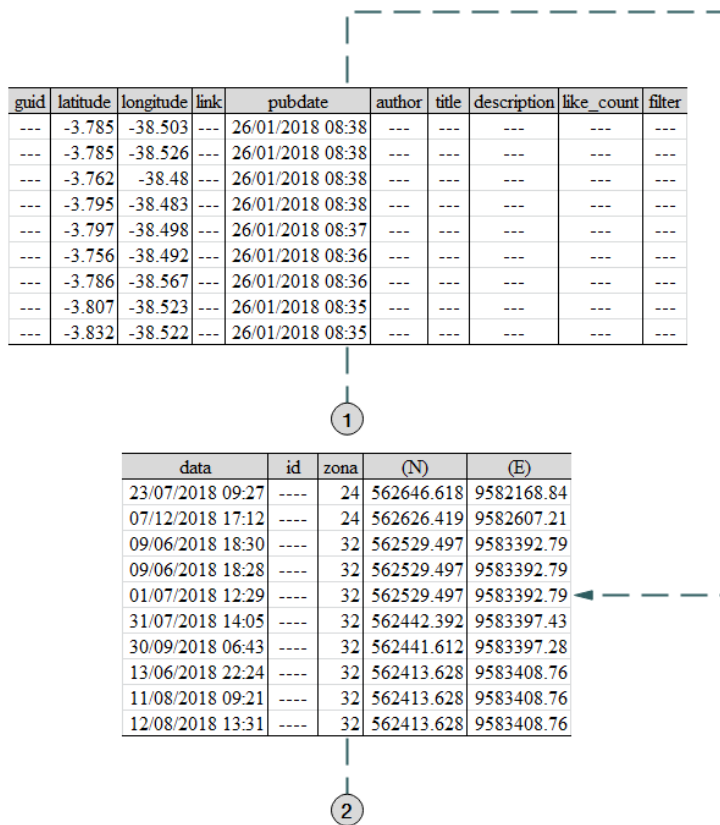 guid latitude longitude link pubdate author title description like_count filter
--- -3.785 -38.503 --- 26/01/2018 08:38 --- --- --- --- ---
--- -3.785 -38.526 --- 26/01/2018 08:38 --- --- --- --- ---
--- -3.762 -38.48 --- 26/01/2018 08:38 --- --- --- --- ---
--- -3.795 -38.483 --- 26/01/2018 08:38 --- --- --- --- ---
--- -3.797 -38.498 --- 26/01/2018 08:37 --- --- --- --- ---
--- -3.756 -38.492 --- 26/01/2018 08:36 --- --- --- --- ---
--- -3.786 -38.567 --- 26/01/2018 08:36 --- --- --- --- ---
--- -3.807 -38.523 --- 26/01/2018 08:35 --- --- --- --- ---
--- -3.832 -38.522 --- 26/01/2018 08:35 --- --- --- --- ---
1
data id zona (N) (E)
23/07/2018 09:27 ---- 24 562646.618 9582168.84
07/12/2018 17:12 ---- 24 562626.419 9582607.21
09/06/2018 18:30 ---- 32 562529.497 9583392.79
09/06/2018 18:28 ---- 32 562529.497 9583392.79
01/07/2018 12:29 ---- 32 562529.497 9583392.79
31/07/2018 14:05 ---- 32 562442.392 9583397.43
30/09/2018 06:43 ---- 32 562441.612 9583397.28
13/06/2018 22:24 ---- 32 562413.628 9583408.76
11/08/2018 09:21 ---- 32 562413.628 9583408.76
12/08/2018 13:31 ---- 32 562413.628 9583408.76
2